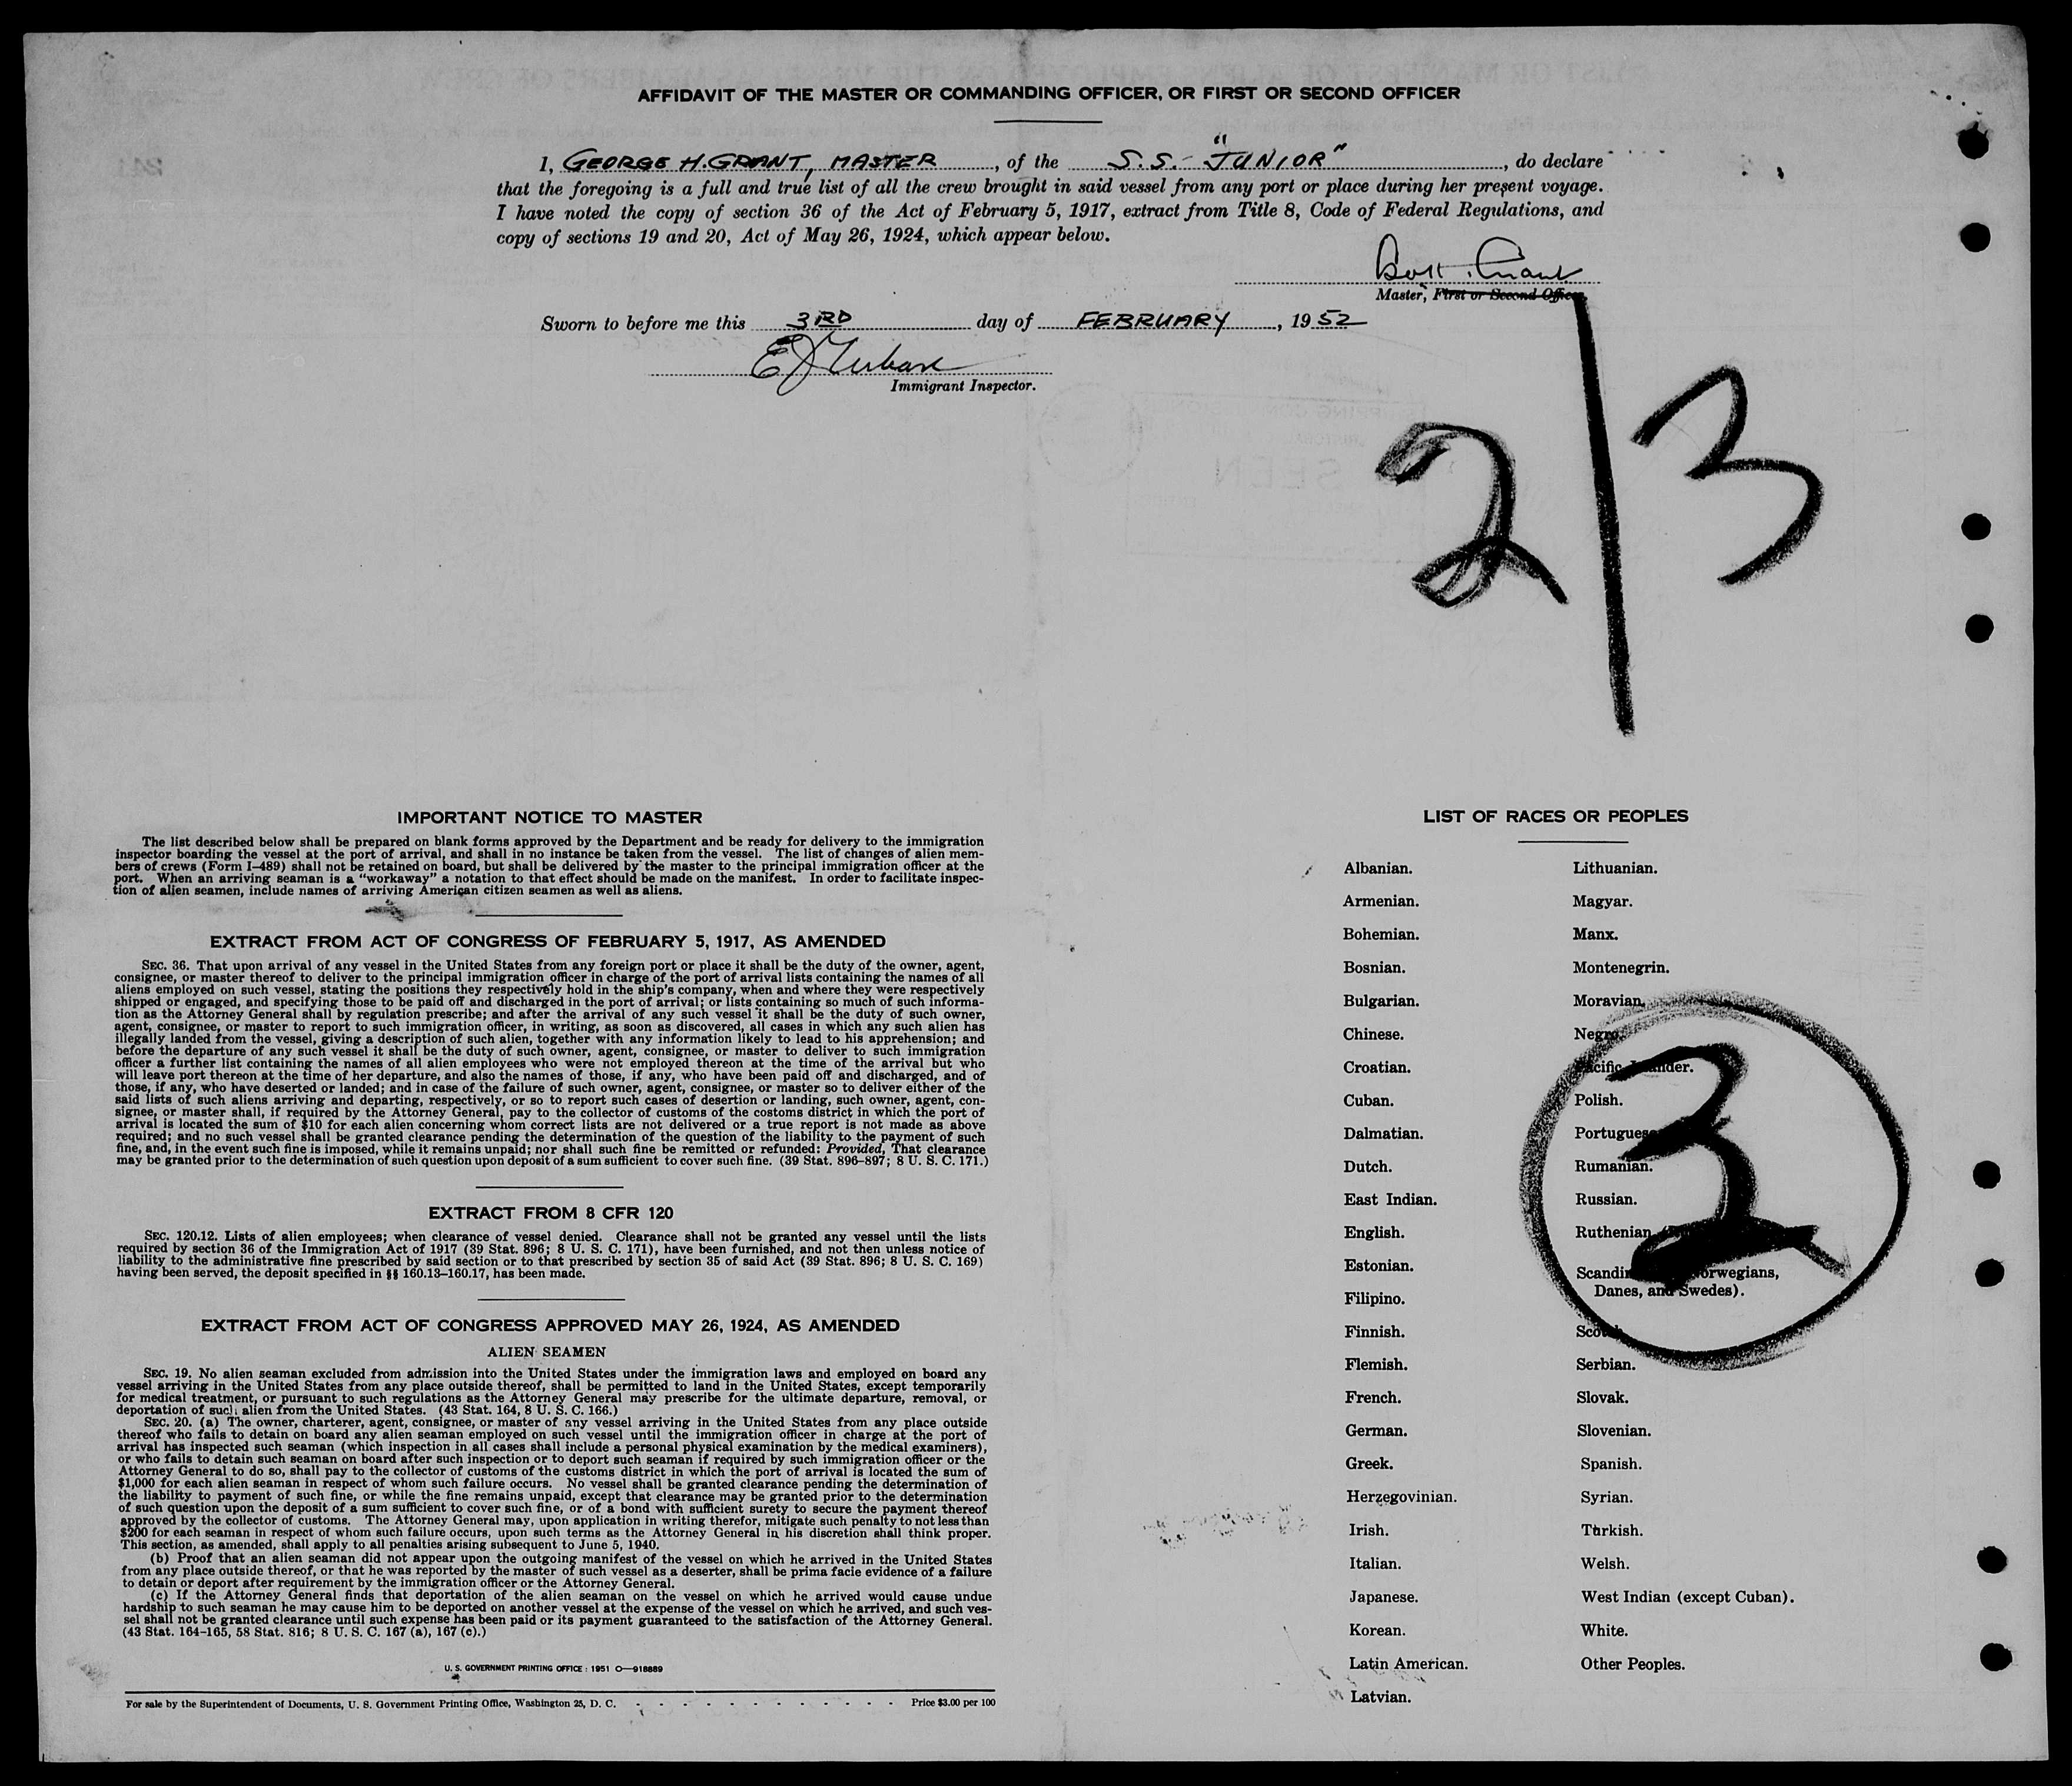 AFFIDAVIT OF THE MASTER OR COMMANDING OFFICER, OR FIRST OR SECOND OFFICER
I, GEORGE H. GRANT, MASTER, of the S.S. "JUNIOR", do declare
that the foregoing is a full and true list of all the crew brought in said vessel from any port or place during her present voyage.
I have noted the copy of section 36 of the Act of February 5, 1917, extract from Title 8, Code of Federal Regulations, and
copy of sections 19 and 20, Act of May 26, 1924, which appear below.
Grant
Master, First or Second Officer
Sworn to before me this 3RD day of FEBRUARY, 1952
Immigrant Inspector.
2/3
IMPORTANT NOTICE TO MASTER
The list described below shall be prepared on blank forms approved by the Department and be ready for delivery to the immigration
inspector boarding the vessel at the port of arrival, and shall in no instance be taken from the vessel. The list of changes of alien mem-
bers of crews (Form I-489) shall not be retained on board, but shall be delivered by the master to the principal immigration officer at the
port. When an arriving seaman is a "workaway" a notation to that effect should be made on the manifest. In order to facilitate inspec-
tion of alien seamen, include names of arriving American citizen seamen as well as aliens.
EXTRACT FROM ACT OF CONGRESS OF FEBRUARY 5, 1917, AS AMENDED
SEC. 36. That upon arrival of any vessel in the United States from any foreign port or place it shall be the duty of the owner, agent,
consignee, or master thereof to deliver to the principal immigration officer in charge of the port of arrival lists containing the names of all
aliens employed on such vessel, stating the positions they respectively hold in the ship's company, when and where they were respectively
shipped or engaged, and specifying those to be paid off and discharged in the port of arrival; or lists containing so much of such informa-
tion as the Attorney General shall by regulation prescribe; and after the arrival of any such vessel it shall be the duty of such owner,
agent, consignee, or master to report to such immigration officer, in writing, as soon as discovered, all cases in which any such alien has
illegally landed from the vessel, giving a description of such alien, together with any information likely to lead to his apprehension; and
before the departure of any such vessel it shall be the duty of such owner, agent, consignee, or master to deliver to such immigration
officer a further list containing the names of all alien employees who were not employed thereon at the time of the arrival but who
will leave port thereon at the time of her departure, and also the names of those, if any, who have been paid off and discharged, and of
those, if any, who have deserted or landed; and in case of the failure of such owner, agent, consignee, or master so to deliver either of the
said lists of such aliens arriving and departing, respectively, or so to report such cases of desertion or landing, such owner, agent, con-
signee, or master shall, if required by the Attorney General, pay to the collector of customs of the costoms district in which the port of
arrival is located the sum of $10 for each alien concerning whom correct lists are not delivered or a true report is not made as above
required; and no such vessel shall be granted clearance pending the determination of the question of the liability to the payment of such
fine, and, in the event such fine is imposed, while it remains unpaid; nor shall such fine be remitted or refunded: Provided, That clearance
may be granted prior to the determination of such question upon deposit of a sum sufficient to cover such fine. (39 Stat. 896-897; 8 U. S. C. 171.)
EXTRACT FROM 8 CFR 120
SEC. 120.12. Lists of alien employees; when clearance of vessel denied. Clearance shall not be granted any vessel until the lists
required by section 36 of the Immigration Act of 1917 (39 Stat. 896; 8 U. S. C. 171), have been furnished, and not then unless notice of
liability to the administrative fine prescribed by said section or to that prescribed by section 35 of said Act (39 Stat. 896; 8 U. S. C. 169)
having been served, the deposit specified in §§ 160.13-160.17, has been made.
EXTRACT FROM ACT OF CONGRESS APPROVED MAY 26, 1924, AS AMENDED
ALIEN SEAMEN
SEC. 19. No alien seaman excluded from admission into the United States under the immigration laws and employed on board any
vessel arriving in the United States from any place outside thereof, shall be permitted to land in the United States, except temporarily
for medical treatment, or pursuant to such regulations as the Attorney General may prescribe for the ultimate departure, removal, or
deportation of such alien from the United States. (43 Stat. 164, 8 U. S. C. 166.)
SEC. 20. (a) The owner, charterer, agent, consignee, or master of any vessel arriving in the United States from any place outside
thereof who fails to detain on board any alien seaman employed on such vessel until the immigration officer in charge at the port of
arrival has inspected such seaman (which inspection in all cases shall include a personal physical examination by the medical examiners),
or who fails to detain such seaman on board after such inspection or to deport such seaman if required by such immigration officer or the
Attorney General to do so, shall pay to the collector of customs of the customs district in which the port of arrival is located the sum of
$1,000 for each alien seaman in respect of whom such failure occurs. No vessel shall be granted clearance pending the determination of
the liability to payment of such fine, or while the fine remains unpaid, except that clearance may be granted prior to the determination
of such question upon the deposit of a sum sufficient to cover such fine, or of a bond with sufficient surety to secure the payment thereof
approved by the collector of customs. The Attorney General may, upon application in writing therefor, mitigate such penalty to not less than
$200 for each seaman in respect of whom such failure occurs, upon such terms as the Attorney General in his discretion shall think proper.
This section, as amended, shall apply to all penalties arising subsequent to June 5, 1940.
(b) Proof that an alien seaman did not appear upon the outgoing manifest of the vessel on which he arrived in the United States
from any place outside thereof, or that he was reported by the master of such vessel as a deserter, shall be prima facie evidence of a failure
to detain or deport after requirement by the immigration officer or the Attorney General.
(c) If the Attorney General finds that deportation of the alien seaman on the vessel on which he arrived would cause undue
hardship to such seaman he may cause him to be deported on another vessel at the expense of the vessel on which he arrived, and such ves-
sel shall not be granted clearance until such expense has been paid or its payment guaranteed to the satisfaction of the Attorney General.
(43 Stat. 164-165, 58 Stat. 816; 8 U. S. C. 167 (a), 167 (c).)
U. S. GOVERNMENT PRINTING OFFICE : 1951 O—918889
For sale by the Superintendent of Documents, U. S. Government Printing Office, Washington 25, D. C. - - - - - - - - - - - - - Price $3.00 per 100
LIST OF RACES OR PEOPLES
Albanian.
Armenian.
Bohemian.
Bosnian.
Bulgarian.
Chinese.
Croatian.
Cuban.
Dalmatian.
Dutch.
East Indian.
English.
Estonian.
Filipino.
Finnish.
Flemish.
French.
German.
Greek.
Herzegovinian.
Irish.
Italian.
Japanese.
Korean.
Latin American.
Latvian.
Lithuanian.
Magyar.
Manx.
Montenegrin.
Moravian.
Negro.
Pacific Islander.
Polish.
Portuguese.
Rumanian.
Russian.
Ruthenian
Scandinavian (Norwegians,
Danes, and Swedes).
Scotch.
Serbian.
Slovak.
Slovenian.
Spanish.
Syrian.
Turkish.
Welsh.
West Indian (except Cuban).
White.
Other Peoples.
3